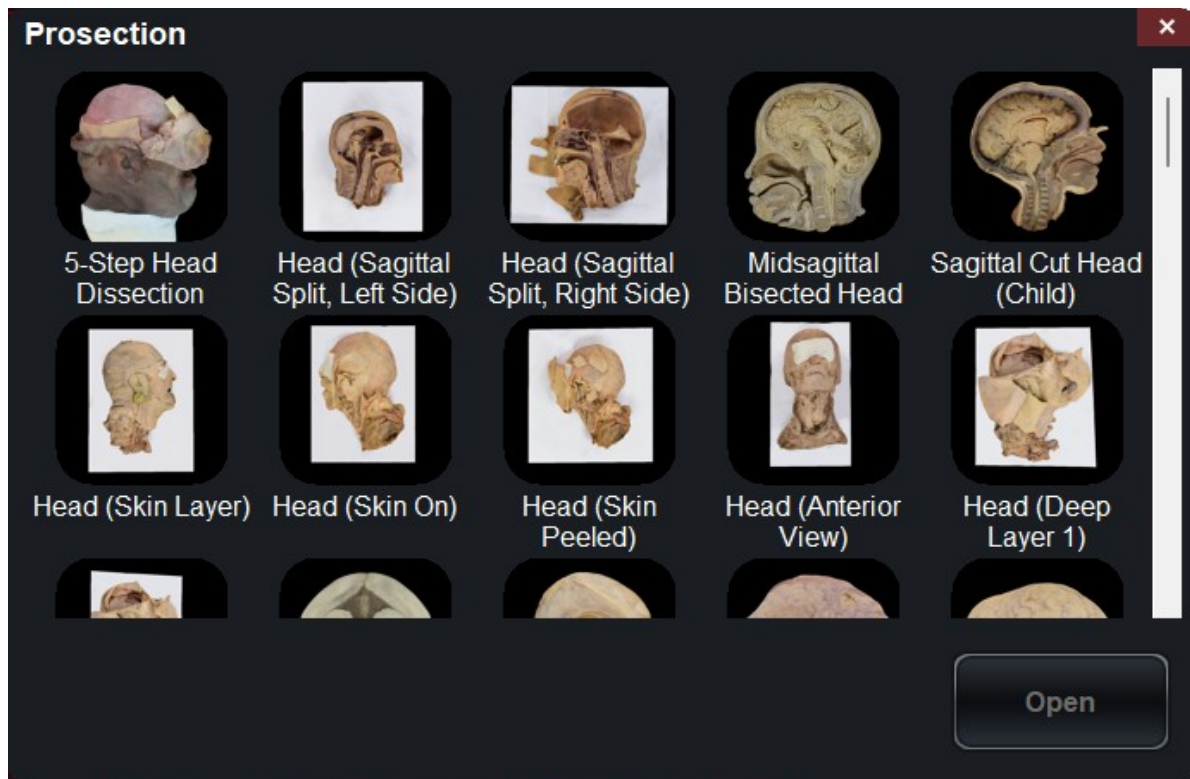 Prosection
×
5-Step Head
Dissection
Head (Sagittal
Split, Left Side)
Head (Sagittal
Split, Right Side)
Midsagittal
Bisected Head
Sagittal Cut Head
(Child)
Head (Skin Layer)
Head (Skin On)
Head (Skin
Peeled)
Head (Anterior
View)
Head (Deep
Layer 1)
Open